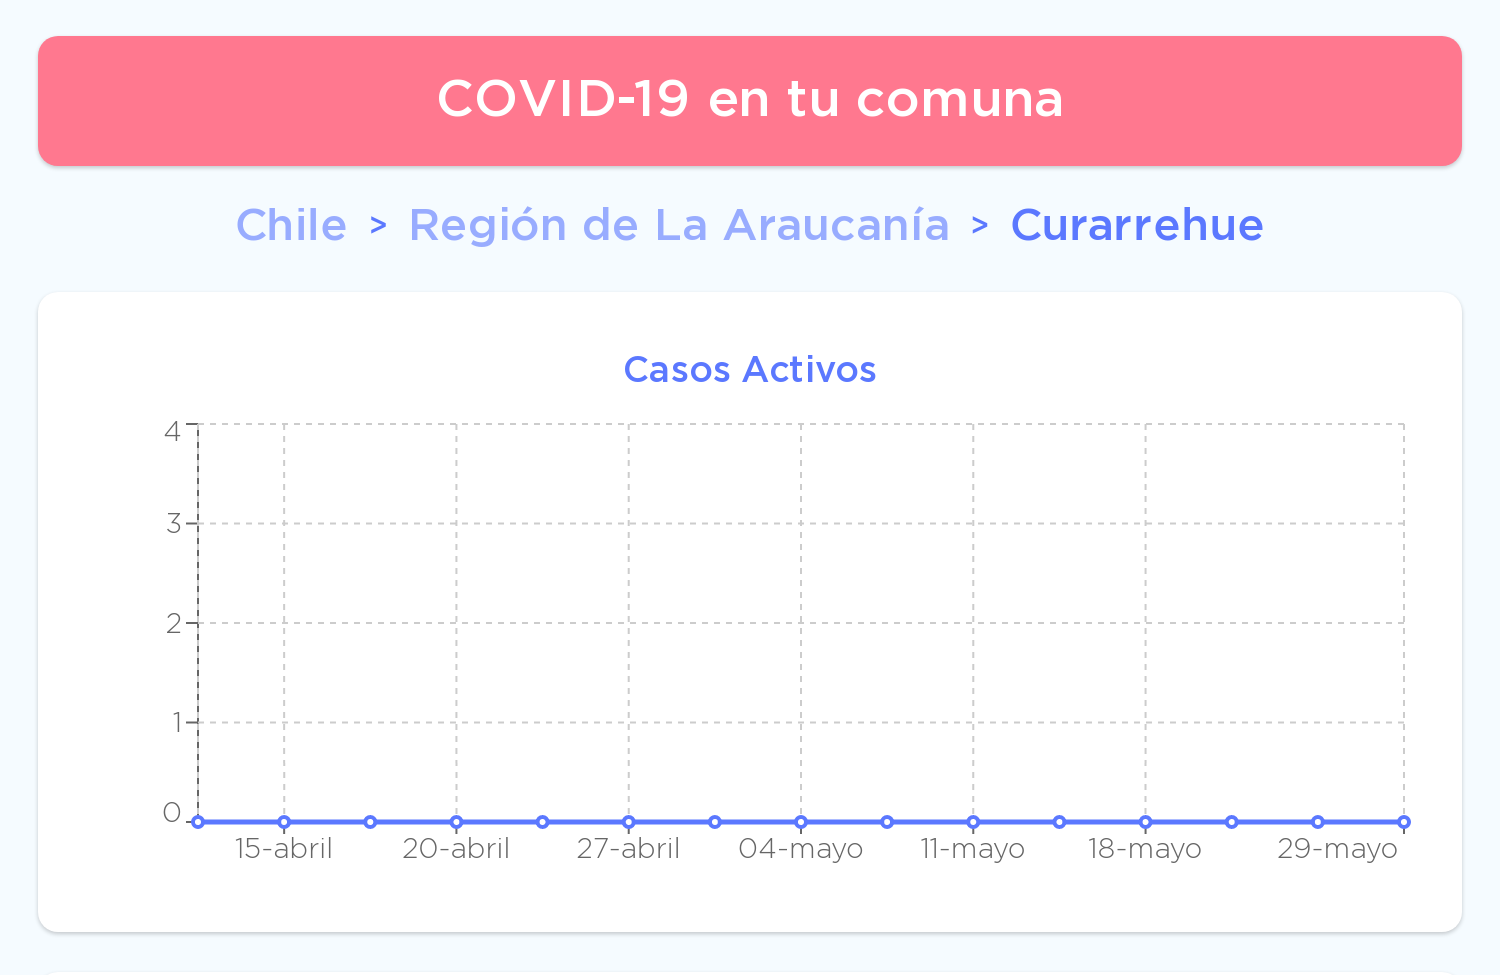 COVID-19 en tu comuna
Chile > Región de La Araucanía > Curarrehue
Casos Activos
4
3
2
1
0
15-abril 20-abril 27-abril 04-mayo 11-mayo 18-mayo 29-mayo